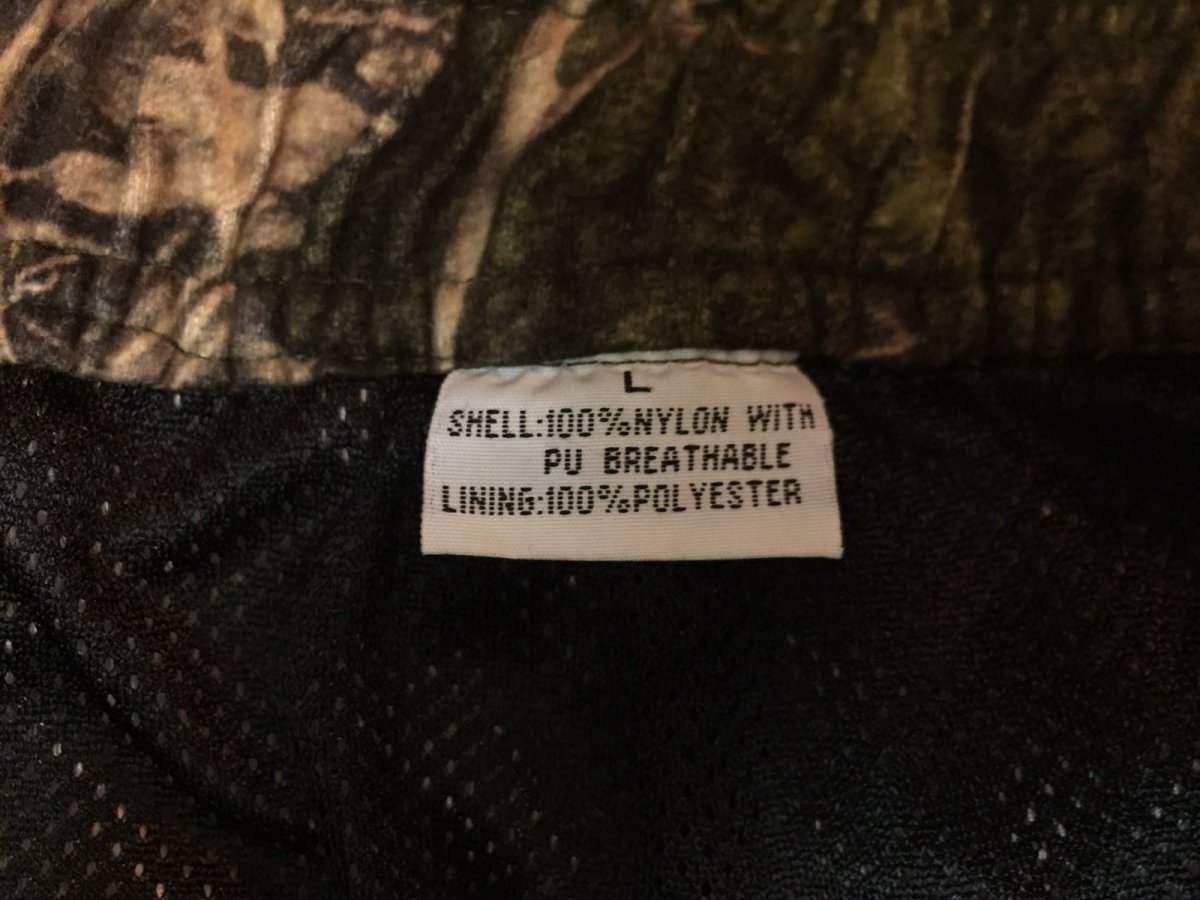 L
SHELL:100%NYLON WITH
PU BREATHABLE
LINING:100%POLYESTER